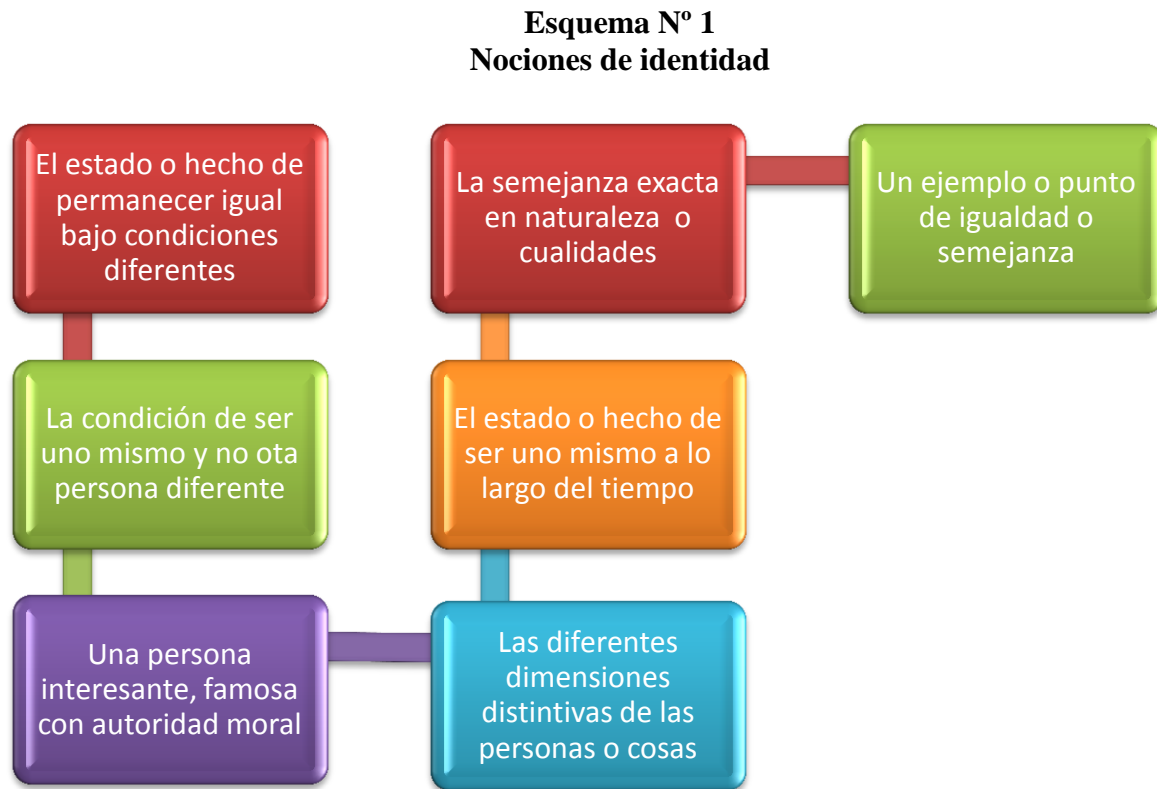 Esquema Nº 1
Nociones de identidad
El estado o hecho de
permanecer igual
bajo condiciones
diferentes
La condición de ser
uno mismo y no ota
persona diferente
Una persona
interesante, famosa
con autoridad moral
Las diferentes
dimensiones
distintivas de las
personas o cosas
El estado o hecho de
ser uno mismo a lo
largo del tiempo
La semejanza exacta
en naturaleza o
cualidades
Un ejemplo o punto
de igualdad o
semejanza